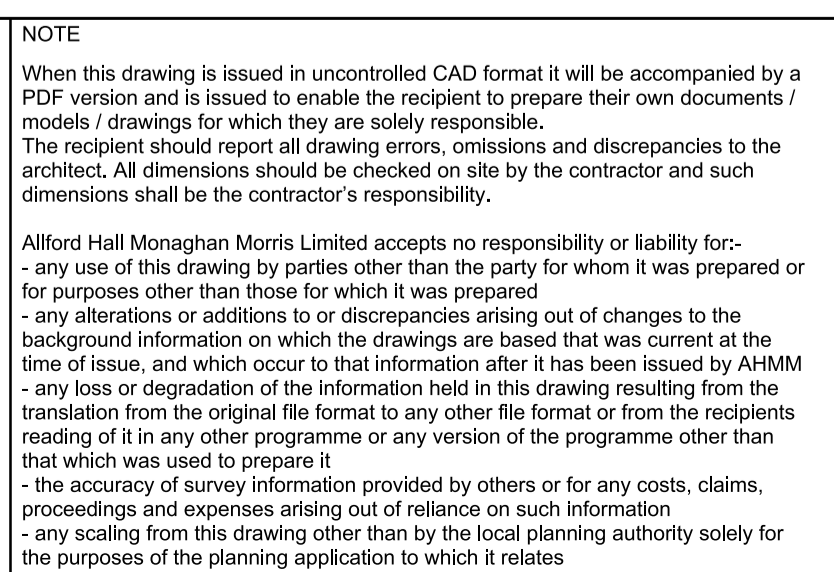 NOTE
When this drawing is issued in uncontrolled CAD format it will be accompanied by a
PDF version and is issued to enable the recipient to prepare their own documents /
models / drawings for which they are solely responsible.
The recipient should report all drawing errors, omissions and discrepancies to the
architect. All dimensions should be checked on site by the contractor and such
dimensions shall be the contractor's responsibility.
Allford Hall Monaghan Morris Limited accepts no responsibility or liability for:-
- any use of this drawing by parties other than the party for whom it was prepared or
for purposes other than those for which it was prepared
- any alterations or additions to or discrepancies arising out of changes to the
background information on which the drawings are based that was current at the
time of issue, and which occur to that information after it has been issued by AHMM
- any loss or degradation of the information held in this drawing resulting from the
translation from the original file format to any other file format or from the recipients
reading of it in any other programme or any version of the programme other than
that which was used to prepare it
- the accuracy of survey information provided by others or for any costs, claims,
proceedings and expenses arising out of reliance on such information
- any scaling from this drawing other than by the local planning authority solely for
the purposes of the planning application to which it relates